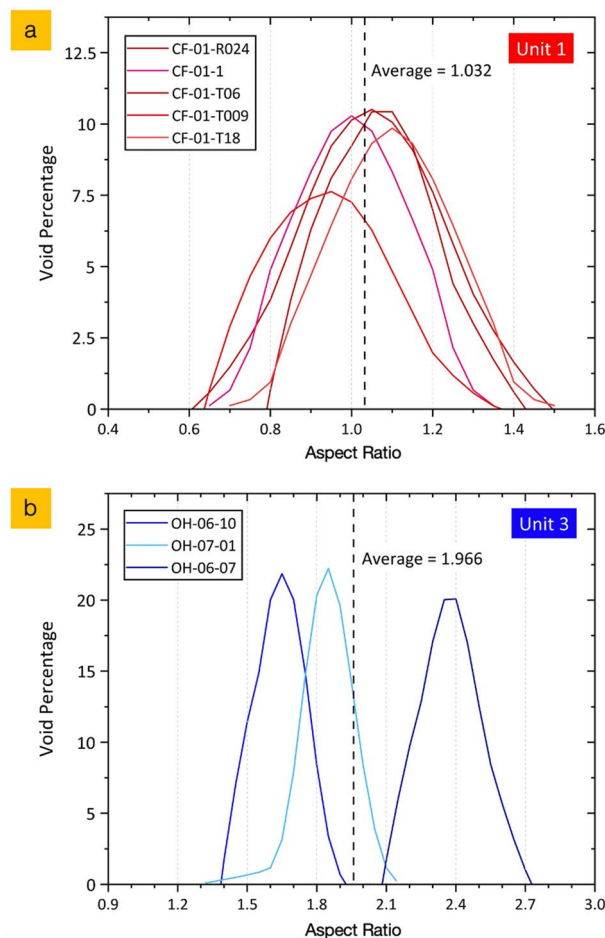 a
Unit 1
CF-01-R024
CF-01-1
CF-01-T06
CF-01-T009
CF-01-T18
Average = 1.032
Void Percentage
12.5
10
7.5
5
2.5
0
0.4 0.6 0.8 1.0 1.2 1.4 1.6
Aspect Ratio
b
Unit 3
OH-06-10
OH-07-01
OH-06-07
Average = 1.966
Void Percentage
25
20
15
10
5
0
0.9 1.2 1.5 1.8 2.1 2.4 2.7 3.0
Aspect Ratio